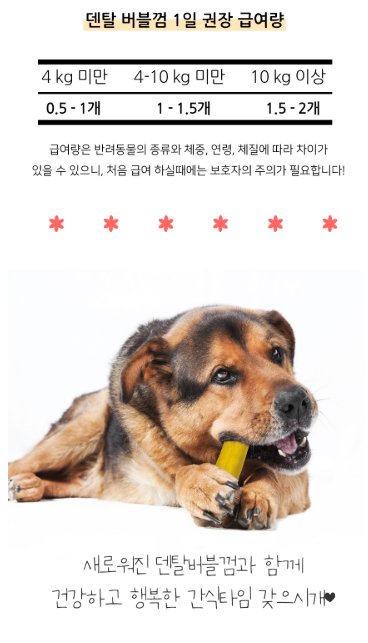 덴탈 버블껌 1일 권장 급여량
4 kg 미만 4-10 kg 미만 10 kg 이상
0.5 - 1개 1 - 1.5개 1.5 - 2개
급여량은 반려동물의 종류와 체중, 연령, 체질에 따라 차이가
있을 수 있으니, 처음 급여 하실때에는 보호자의 주의가 필요합니다!
새로워진 덴탈버블껌과 함께
건강하고 행복한 간식타임 갖으시개♥